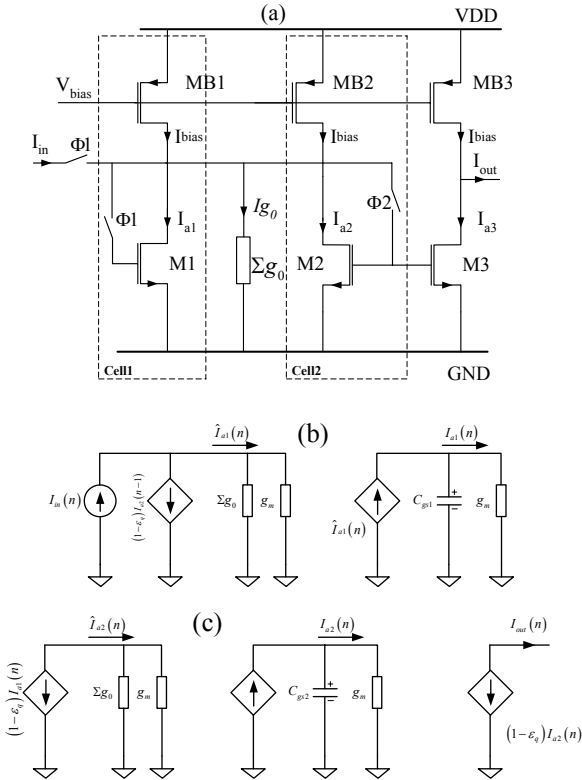 (a)
VDD
MB1
MB2
MB3
V_bias
I_bias
I_bias
I_bias
I_in
Φ1
I_out
Φ1
I_a1
Ig_0
I_a2
Φ2
I_a3
M1
Σg_0
M2
M3
Cell1
Cell2
GND
(b)
Î_a1(n)
I_a1(n)
I_in(n)
(1-ε_q)I_a2(n-1)
Σg_0
g_m
Î_a1(n)
C_gs1
+
−
g_m
(c)
Î_a2(n)
I_a2(n)
I_out(n)
(1-ε_q)I_a1(n)
Σg_0
g_m
C_gs2
+
−
g_m
(1-ε_q)I_a2(n)